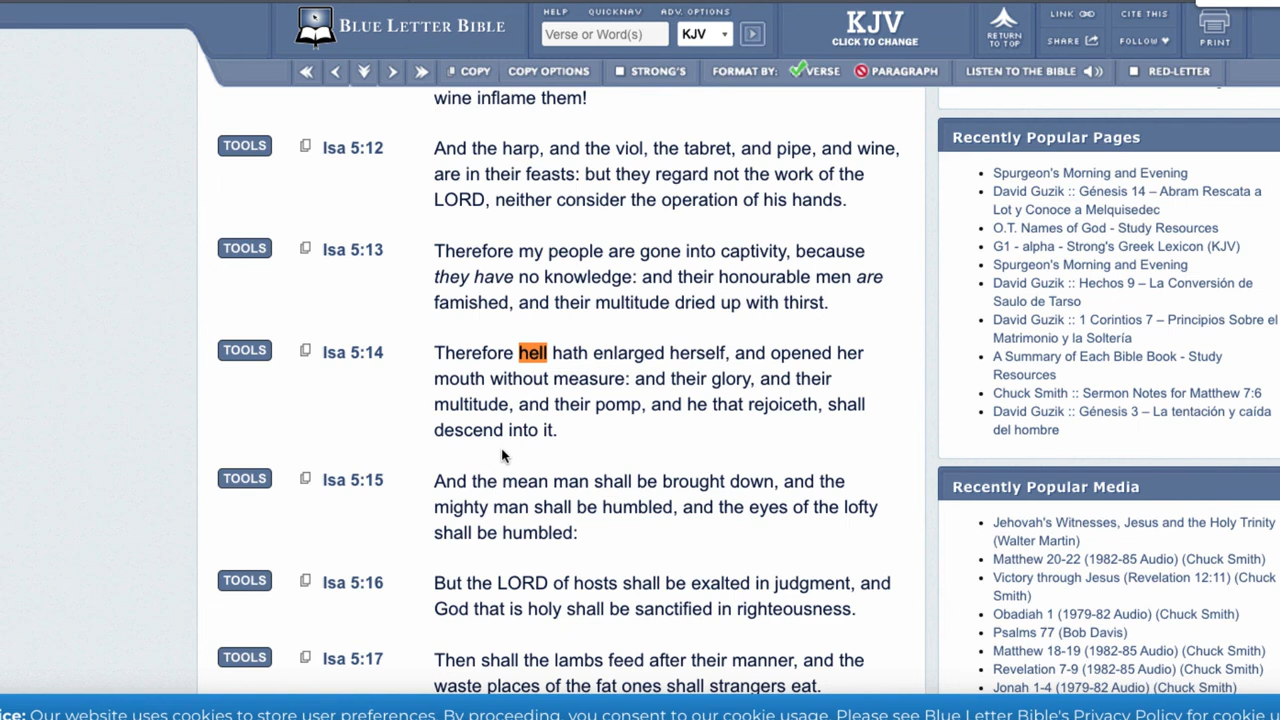 BLUE LETTER BIBLE
HELP QUICKNAV ADV. OPTIONS
Verse or Word(s) KJV
KJV
CLICK TO CHANGE
RETURN
TO TOP
LINK CITE THIS
SHARE FOLLOW
PRINT
COPY COPY OPTIONS STRONG'S FORMAT BY: VERSE PARAGRAPH LISTEN TO THE BIBLE RED-LETTER
wine inflame them!
TOOLS Isa 5:12 And the harp, and the viol, the tabret, and pipe, and wine,
are in their feasts: but they regard not the work of the
LORD, neither consider the operation of his hands.
TOOLS Isa 5:13 Therefore my people are gone into captivity, because
they have no knowledge: and their honourable men are
famished, and their multitude dried up with thirst.
TOOLS Isa 5:14 Therefore hell hath enlarged herself, and opened her
mouth without measure: and their glory, and their
multitude, and their pomp, and he that rejoiceth, shall
descend into it.
TOOLS Isa 5:15 And the mean man shall be brought down, and the
mighty man shall be humbled, and the eyes of the lofty
shall be humbled:
TOOLS Isa 5:16 But the LORD of hosts shall be exalted in judgment, and
God that is holy shall be sanctified in righteousness.
TOOLS Isa 5:17 Then shall the lambs feed after their manner, and the
waste places of the fat ones shall strangers eat.
Recently Popular Pages
Spurgeon's Morning and Evening
David Guzik :: Génesis 14 – Abram Rescata a
Lot y Conoce a Melquisedec
O.T. Names of God - Study Resources
G1 - alpha - Strong's Greek Lexicon (KJV)
Spurgeon's Morning and Evening
David Guzik :: Hechos 9 – La Conversión de
Saulo de Tarso
David Guzik :: 1 Corintios 7 – Principios Sobre el
Matrimonio y la Soltería
A Summary of Each Bible Book - Study
Resources
Chuck Smith :: Sermon Notes for Matthew 7:6
David Guzik :: Génesis 3 – La tentación y caída
del hombre
Recently Popular Media
Jehovah's Witnesses, Jesus and the Holy Trinity
(Walter Martin)
Matthew 20-22 (1982-85 Audio) (Chuck Smith)
Victory through Jesus (Revelation 12:11) (Chuck
Smith)
Obadiah 1 (1979-82 Audio) (Chuck Smith)
Psalms 77 (Bob Davis)
Matthew 18-19 (1982-85 Audio) (Chuck Smith)
Revelation 7-9 (1982-85 Audio) (Chuck Smith)
Jonah 1-4 (1979-82 Audio) (Chuck Smith)
ice: Our website uses cookies to store user preferences. By proceeding, you consent to our cookie usage. Please see Blue Letter Bible's Privacy Policy for cookie u